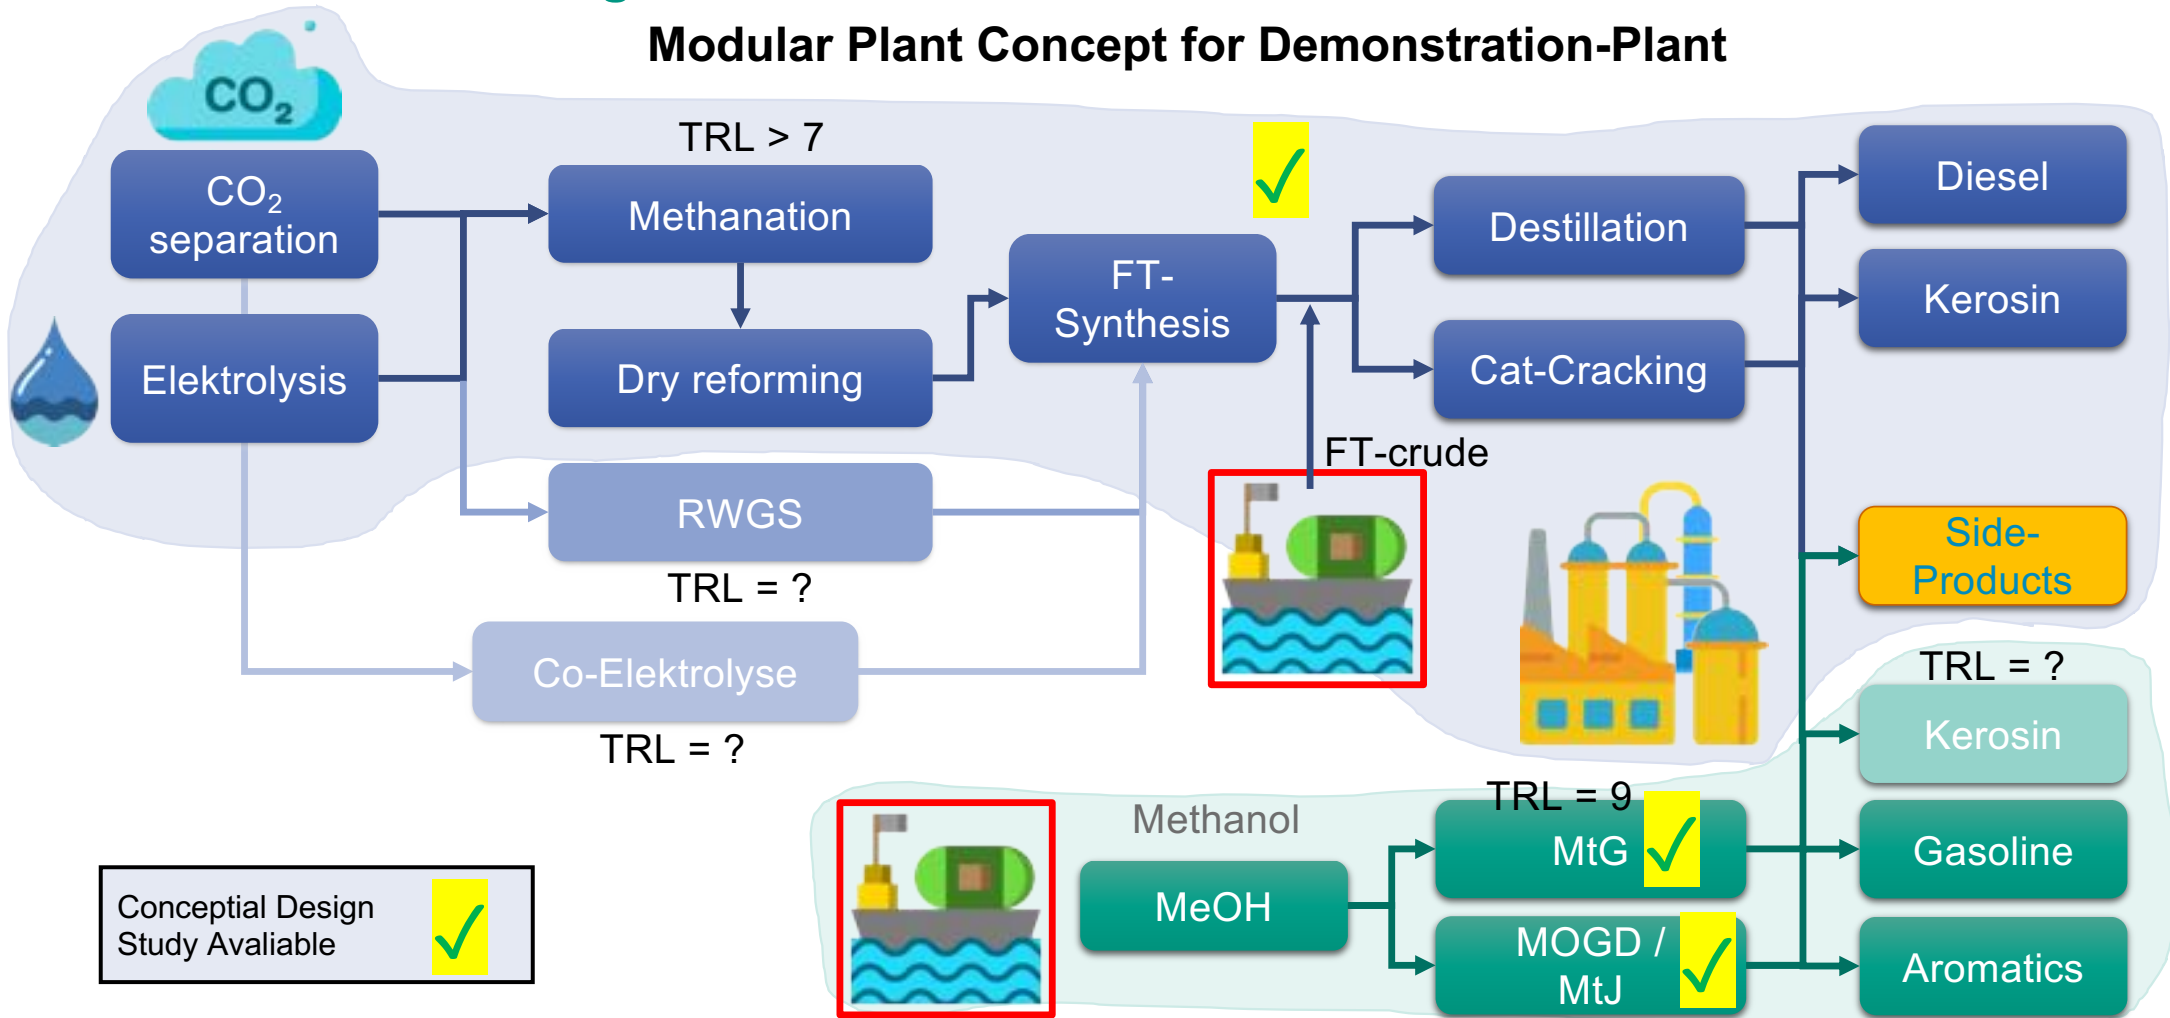 Modular Plant Concept for Demonstration-Plant
CO₂
TRL > 7
CO₂
separation
Methanation
Elektrolysis
Dry reforming
FT-
Synthesis
Destillation
Cat-Cracking
Diesel
Kerosin
FT-crude
RWGS
TRL = ?
Side-
Products
Co-Elektrolyse
TRL = ?
TRL = ?
Kerosin
Methanol
TRL = 9
MeOH
MtG
Gasoline
MOGD /
MtJ
Aromatics
Conceptial Design
Study Avaliable